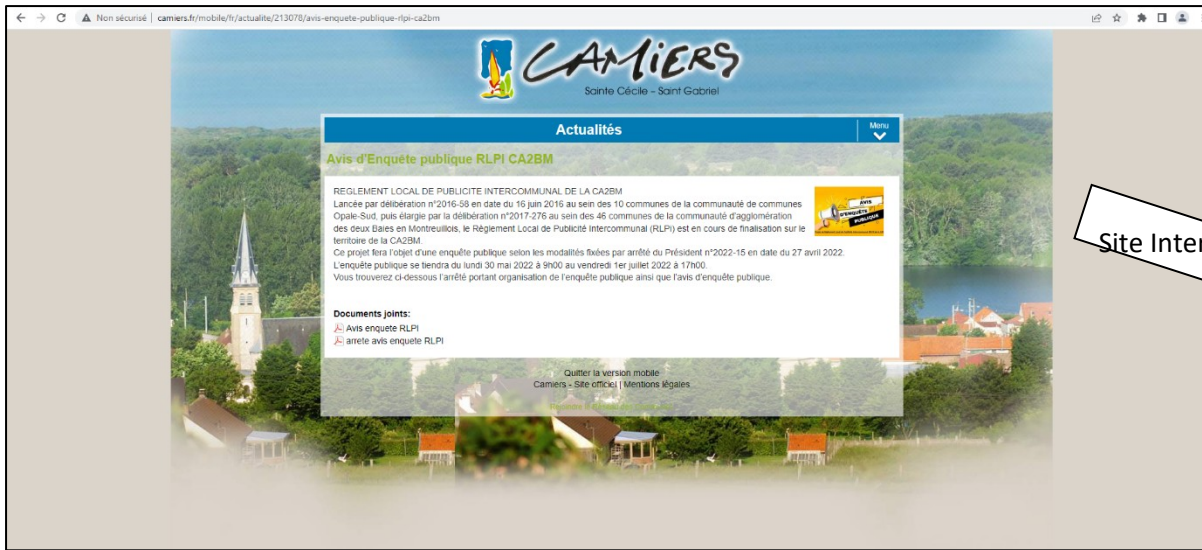 Non sécurisé | camiers.fr/mobile/fr/actualite/213078/avis-enquete-publique-rlpi-ca2bm
CAMIERS
Sainte Cécile – Saint Gabriel
Actualités
Menu
Avis d'Enquête publique RLPI CA2BM
REGLEMENT LOCAL DE PUBLICITE INTERCOMMUNAL DE LA CA2BM
Lancée par délibération n°2016-58 en date du 16 juin 2016 au sein des 10 communes de la communauté de communes
Opale-Sud, puis élargie par la délibération n°2017-276 au sein des 46 communes de la communauté d'agglomération
des deux Baies en Montreuillois, le Règlement Local de Publicité Intercommunal (RLPi) est en cours de finalisation sur le
territoire de la CA2BM.
Ce projet fera l'objet d'une enquête publique selon les modalités fixées par arrêté du Président n°2022-15 en date du 27 avril 2022.
L'enquête publique se tiendra du lundi 30 mai 2022 à 9h00 au vendredi 1er juillet 2022 à 17h00.
Vous trouverez ci-dessous l'arrêté portant organisation de l'enquête publique ainsi que l'avis d'enquête publique.
AVIS
D'ENQUÊTE
PUBLIQUE
Documents joints:
Avis enquete RLPI
arrete avis enquete RLPI
Quitter la version mobile
Camiers - Site officiel | Mentions légales
Site Inter